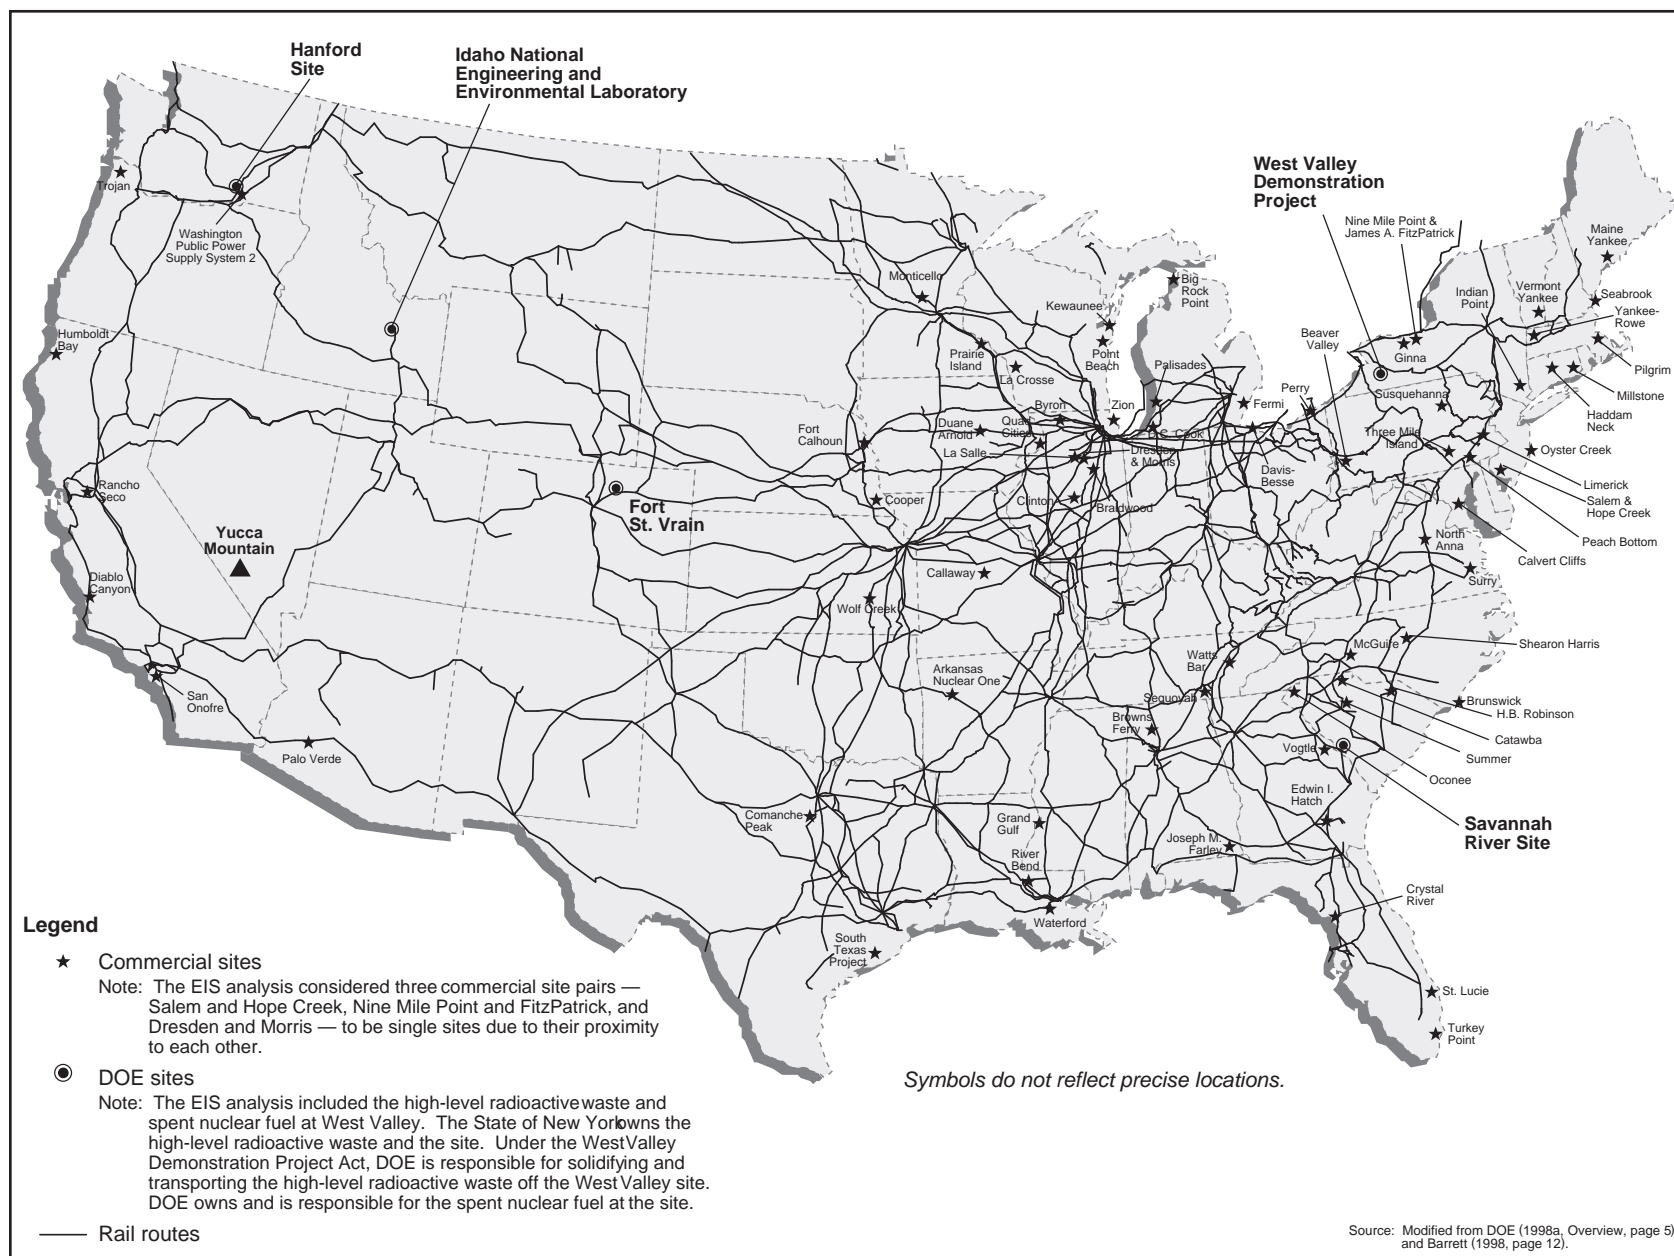 Hanford
Site
Idaho National
Engineering and
Environmental Laboratory
West Valley
Demonstration
Project
Nine Mile Point &
James A. FitzPatrick
Trojan
Washington
Public Power
Supply System 2
Humboldt
Bay
Monticello
Kewaunee
Big
Rock
Point
Prairie
Island
La Crosse
Point
Beach
Palisades
Beaver
Valley
Indian
Point
Vermont
Yankee
Maine
Yankee
Seabrook
Yankee-
Rowe
Pilgrim
Millstone
Haddam
Neck
Ginna
Susquehanna
Perry
Fermi
Three Mile
Island
Oyster Creek
Limerick
Salem &
Hope Creek
Peach Bottom
Calvert Cliffs
Byron
Zion
Duane
Arnold
Quad
Cities
La Salle
D.C. Cook
Dresden
& Morris
Davis-
Besse
Fort
Calhoun
Cooper
Clinton
Braidwood
Rancho
Seco
Yucca
Mountain
Fort
St. Vrain
North
Anna
Surry
Diablo
Canyon
Callaway
Wolf Creek
San
Onofre
Palo Verde
Arkansas
Nuclear One
Watts
Bar
Sequoyah
Browns
Ferry
McGuire
Shearon Harris
Brunswick
H.B. Robinson
Catawba
Summer
Oconee
Vogtle
Edwin I.
Hatch
Savannah
River Site
Comanche
Peak
Grand
Gulf
River
Bend
Joseph M.
Farley
Waterford
South
Texas
Project
Crystal
River
St. Lucie
Turkey
Point
Legend
Commercial sites
Note: The EIS analysis considered three commercial site pairs —
Salem and Hope Creek, Nine Mile Point and FitzPatrick, and
Dresden and Morris — to be single sites due to their proximity
to each other.
DOE sites
Note: The EIS analysis included the high-level radioactive waste and
spent nuclear fuel at West Valley. The State of New York owns the
high-level radioactive waste and the site. Under the West Valley
Demonstration Project Act, DOE is responsible for solidifying and
transporting the high-level radioactive waste off the West Valley site.
DOE owns and is responsible for the spent nuclear fuel at the site.
Rail routes
Symbols do not reflect precise locations.
Source: Modified from DOE (1998a, Overview, page 5)
and Barrett (1998, page 12).